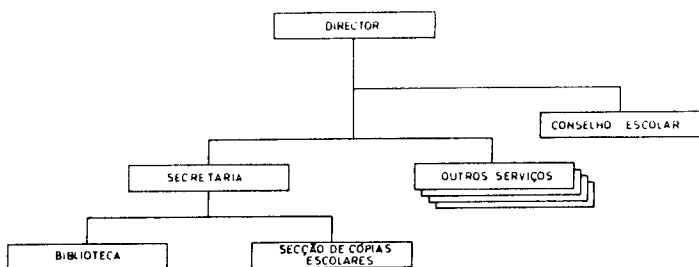 DIRECTOR
CONSELHO ESCOLAR
SECRETARIA
OUTROS SERVIÇOS
BIBLIOTECA
SECÇÃO DE CÓPIAS
ESCOLARES